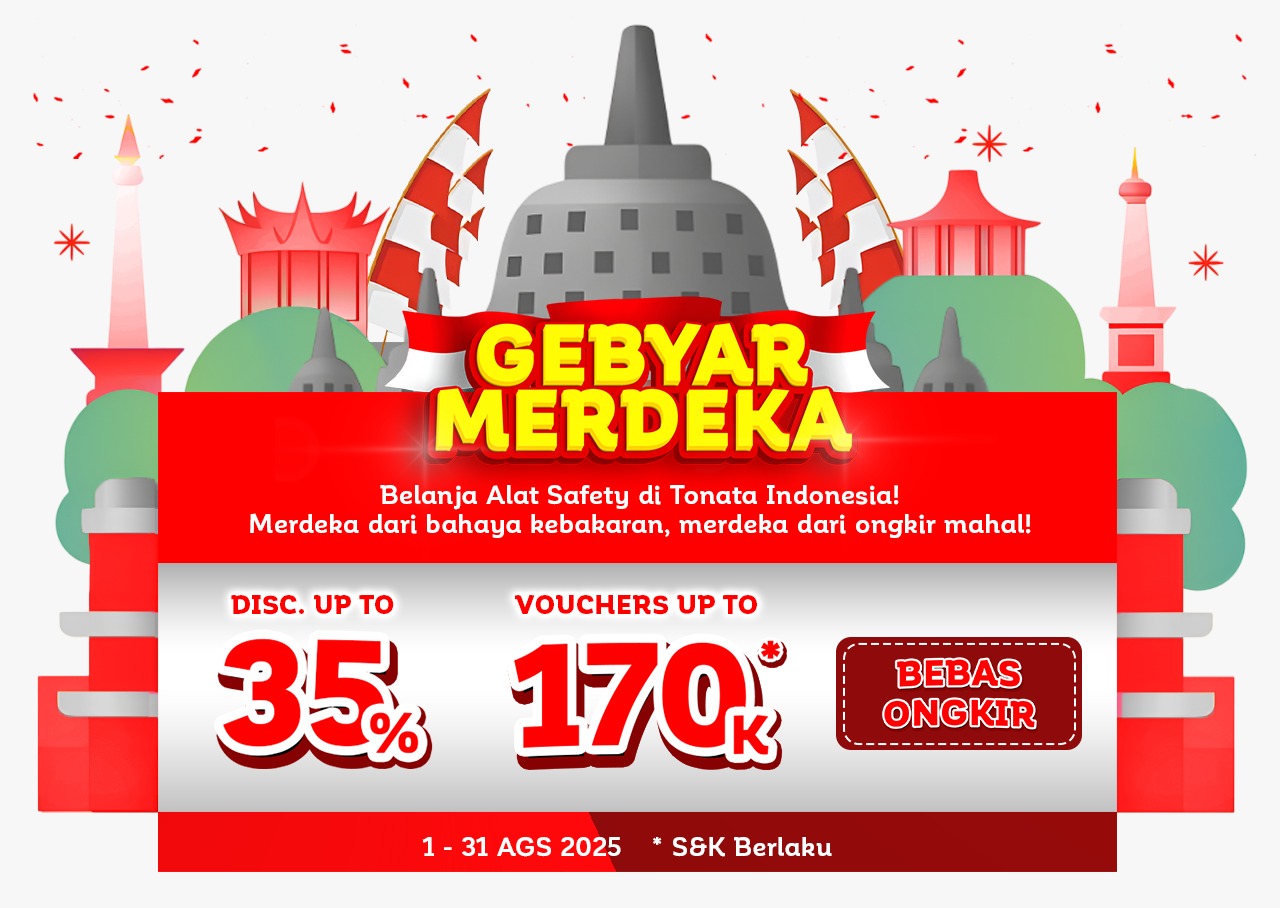 GEBYAR
MERDEKA
Belanja Alat Safety di Tonata Indonesia!
Merdeka dari bahaya kebakaran, merdeka dari ongkir mahal!
DISC. UP TO
35%
VOUCHERS UP TO
170K*
BEBAS
ONGKIR
1 - 31 AGS 2025 * S&K Berlaku